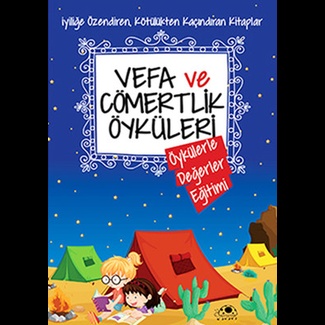 İyiliğe Özendiren, Kötülükten Kaçındıran Kitaplar
VEFA ve
CÖMERTLİK
ÖYKÜLERİ
Öykülerle
Değerler
Eğitimi